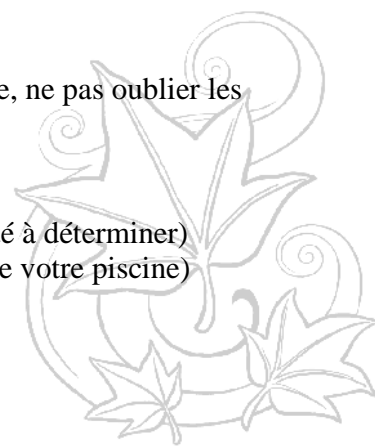 e, ne pas oublier les
é à déterminer)
e votre piscine)